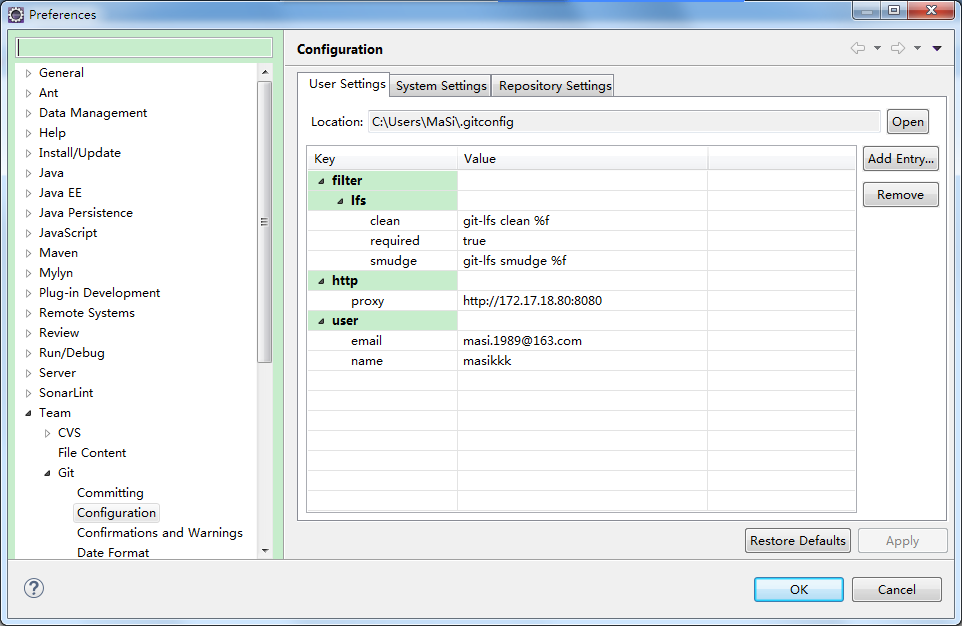 Preferences
General
Ant
Data Management
Help
Install/Update
Java
Java EE
Java Persistence
JavaScript
Maven
Mylyn
Plug-in Development
Remote Systems
Review
Run/Debug
Server
SonarLint
Team
CVS
File Content
Git
Committing
Configuration
Confirmations and Warnings
Date Format
Configuration
User Settings System Settings Repository Settings
Location: C:\Users\MaSi\.gitconfig Open
Key Value Add Entry...
filter
lfs Remove
clean git-lfs clean %f
required true
smudge git-lfs smudge %f
http
proxy http://172.17.18.80:8080
user
email masi.1989@163.com
name masikkk
Restore Defaults Apply
? OK Cancel